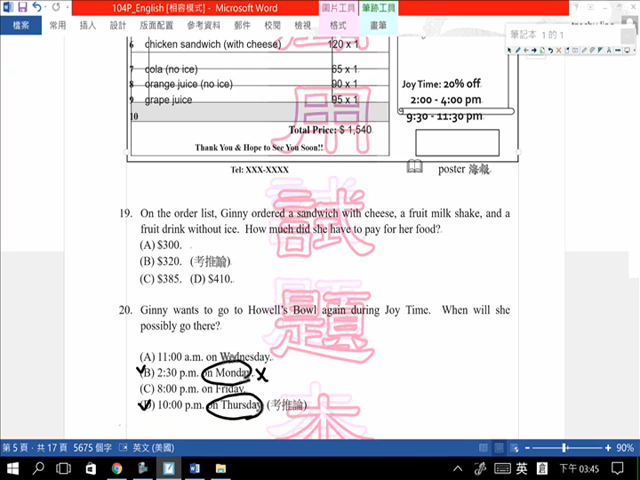 104P_English [相容模式] - Microsoft Word
圖片工具 筆跡工具
檔案 常用 插入 設計 版面配置 參考資料 郵件 校閱 檢視 格式 畫筆
筆記本 1 的 1
6 chicken sandwich (with cheese) 120 x 1
7 cola (no ice) 65 x 1
8 orange juice (no ice) 90 x 1
9 grape juice 95 x 1
10
Total Price: $ 1,540
Thank You & Hope to See You Soon!!
Joy Time: 20% off
2:00 - 4:00 pm
9:30 - 11:30 pm
Tel: XXX-XXXX
poster 海報
用
試
題
本
19. On the order list, Ginny ordered a sandwich with cheese, a fruit milk shake, and a
fruit drink without ice. How much did she have to pay for her food?
(A) $300.
(B) $320. (考推論)
(C) $385. (D) $410.
20. Ginny wants to go to Howell's Bowl again during Joy Time. When will she
possibly go there?
(A) 11:00 a.m. on Wednesday.
(B) 2:30 p.m. on Monday. X
(C) 8:00 p.m. on Friday.
(D) 10:00 p.m. on Thursday (考推論)
第 5 頁，共 17 頁 5675 個字 英文 (美國) 90%
英 下午 03:45